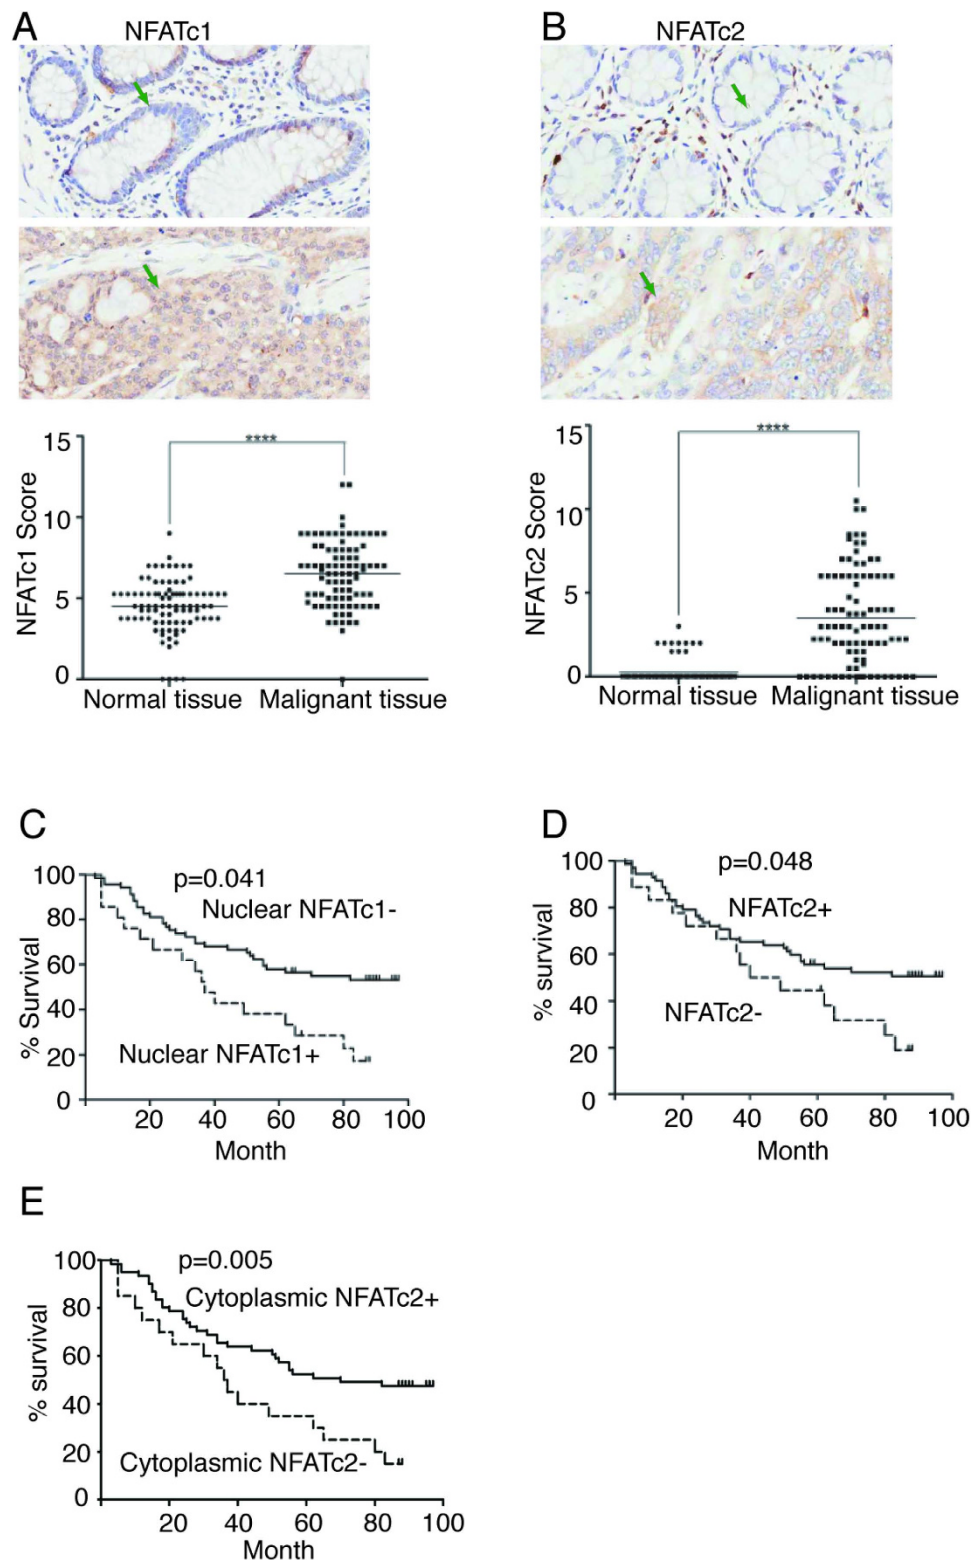 A
NFATc1
B
NFATc2
15
10
5
0
NFATc1 Score
****
Normal tissue
Malignant tissue
15
10
5
0
NFATc2 Score
****
Normal tissue
Malignant tissue
C
100
80
60
40
20
0
% Survival
p=0.041
Nuclear NFATc1-
Nuclear NFATc1+
20 40 60 80 100
Month
D
100
80
60
40
20
0
% survival
p=0.048
NFATc2+
NFATc2-
20 40 60 80 100
Month
E
100
80
60
40
20
0
% survival
p=0.005
Cytoplasmic NFATc2+
Cytoplasmic NFATc2-
20 40 60 80 100
Month